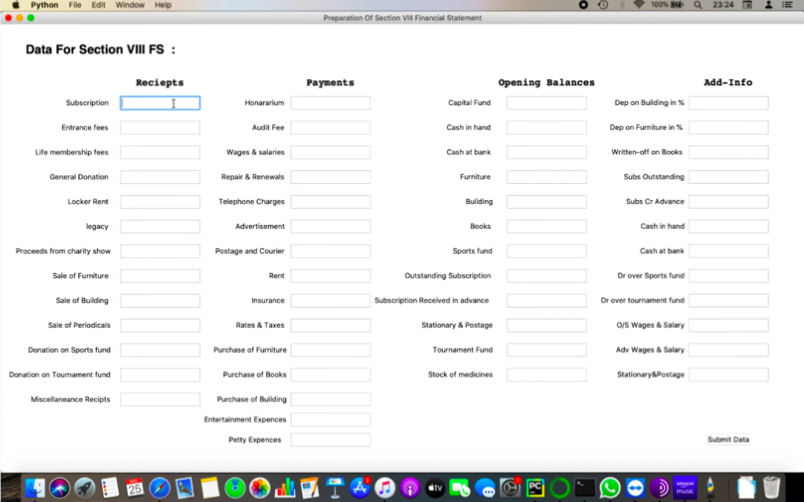 Python File Edit Window Help 100% 23:24
Preparation Of Section VIII Financial Statement
Data For Section VIII FS :
Reciepts Payments Opening Balances Add-Info
Subscription Honararium Capital Fund Dep on Building in %
Entrance fees Audit Fee Cash in hand Dep on Furniture in %
Life membership fees Wages & salaries Cash at bank Written-off on Books
General Donation Repair & Renewals Furniture Subs Outstanding
Locker Rent Telephone Charges Building Subs Cr Advance
legacy Advertisement Books Cash in hand
Proceeds from charity show Postage and Courier Sports fund Cash at bank
Sale of Furniture Rent Outstanding Subscription Dr over Sports fund
Sale of Building Insurance Subscription Received in advance Dr over tournament fund
Sale of Periodicals Rates & Taxes Stationary & Postage O/S Wages & Salary
Donation on Sports fund Purchase of Furniture Tournament Fund Adv Wages & Salary
Donation on Tournament fund Purchase of Books Stock of medicines Stationary&Postage
Miscellaneance Recipts Purchase of Building
Entertainment Expences
Petty Expences Submit Data
25 tv PC amazon music